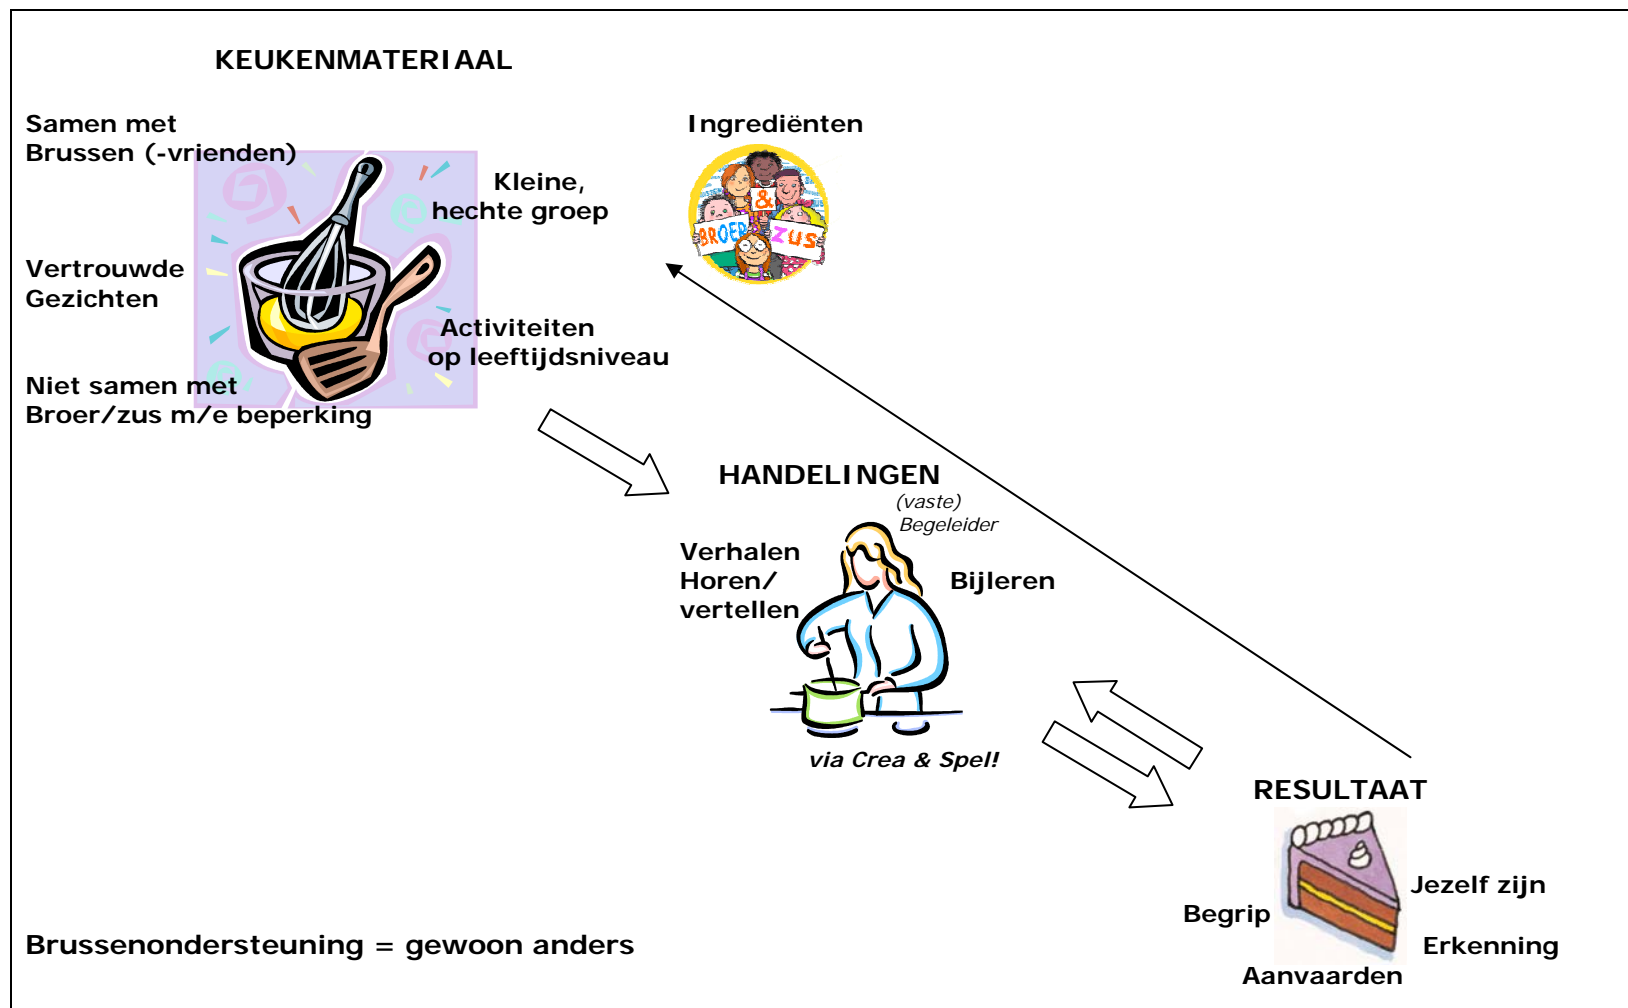 KEUKENMATERIAAL
Samen met
Brussen (-vrienden)
Ingrediënten
Kleine,
hechte groep
BROER & ZUS
Vertrouwde
Gezichten
Activiteiten
op leeftijdsniveau
Niet samen met
Broer/zus m/e beperking
HANDELINGEN
(vaste)
Begeleider
Verhalen
Horen/
vertellen
Bijleren
via Crea & Spel!
RESULTAAT
Jezelf zijn
Begrip
Erkenning
Aanvaarden
Brussenondersteuning = gewoon anders